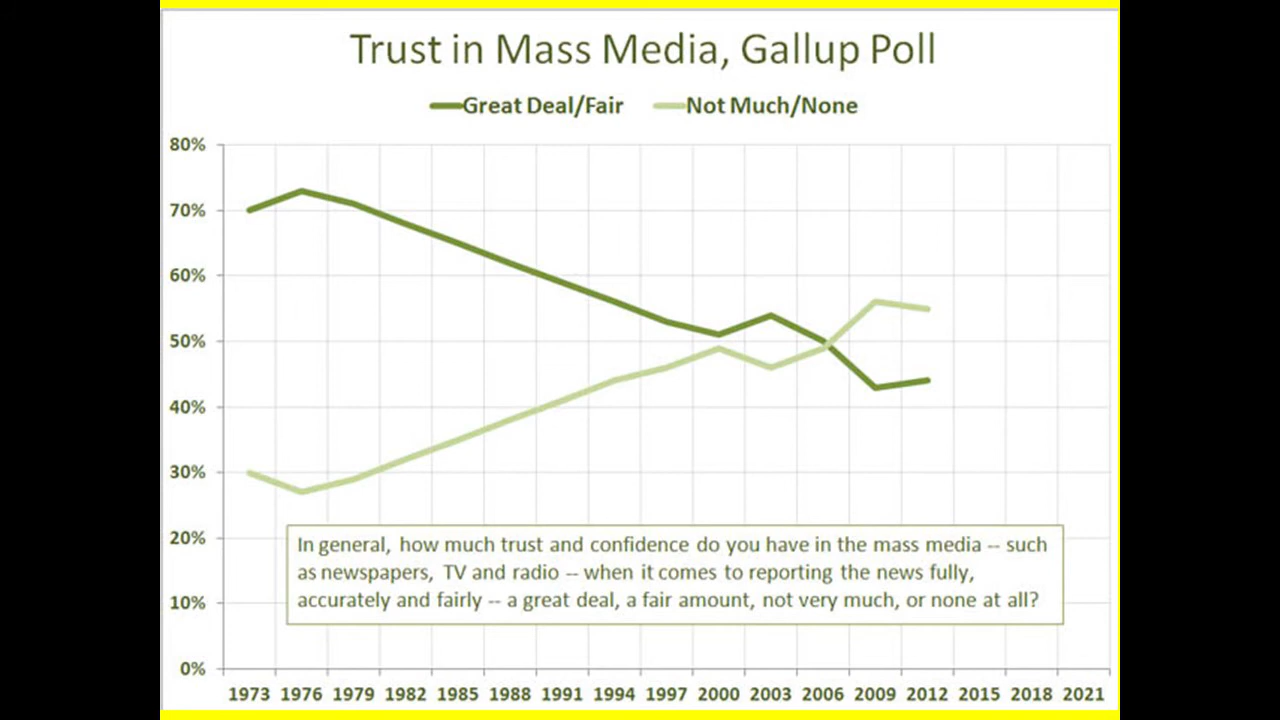 Trust in Mass Media, Gallup Poll
Great Deal/Fair Not Much/None
80%
70%
60%
50%
40%
30%
20%
10%
0%
In general, how much trust and confidence do you have in the mass media -- such
as newspapers, TV and radio -- when it comes to reporting the news fully,
accurately and fairly -- a great deal, a fair amount, not very much, or none at all?
1973 1976 1979 1982 1985 1988 1991 1994 1997 2000 2003 2006 2009 2012 2015 2018 2021